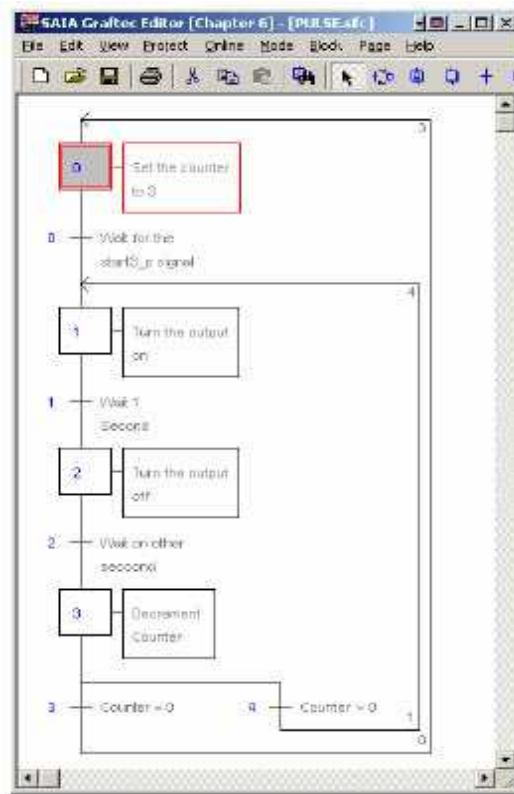 SAIA Graftec Editor [Chapter 6] - [PULSE.sfc]
File Edit View Project Online Mode Block Page Help
3
0 Set the counter
to 3
0 Wait for the
start3_p signal
4
1 Turn the output
on
1 Wait 1
Second
2 Turn the output
off
2 Wait on other
seccond
3 Decrement
Counter
3 Counter = 0 4 Counter = 0 1
0